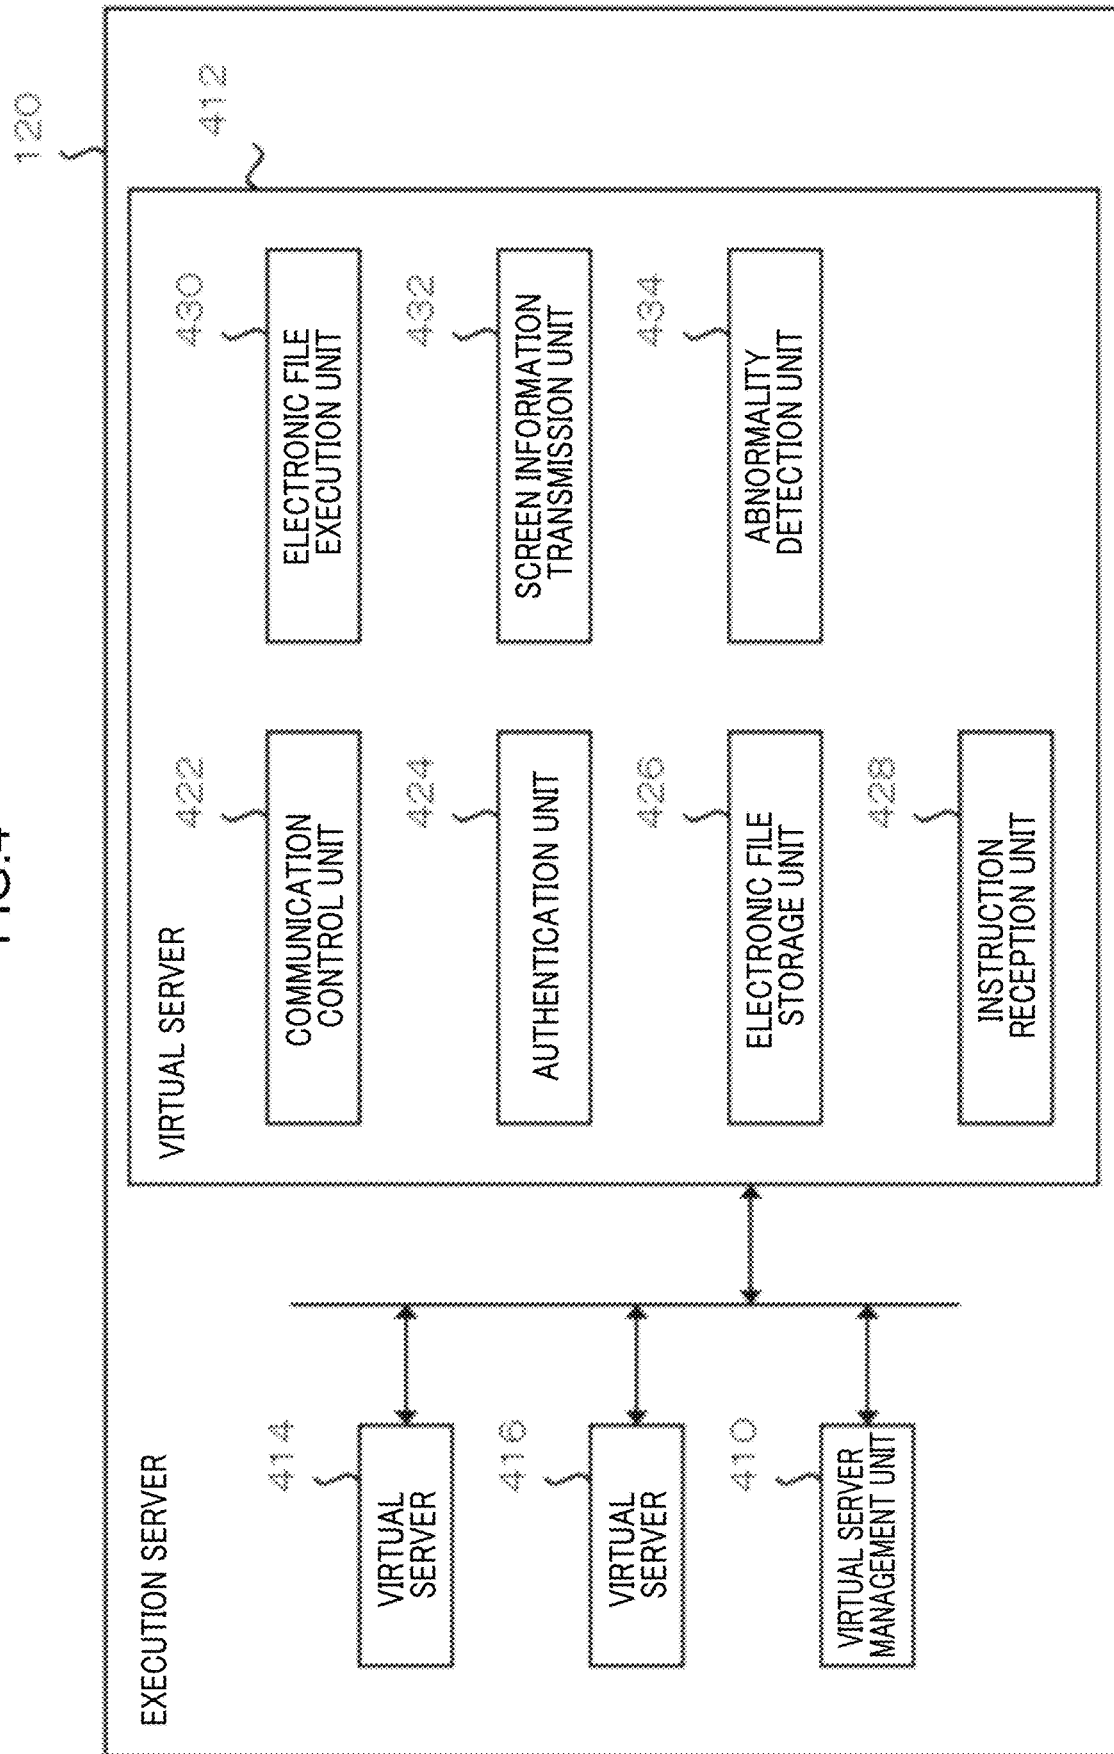 FIG.4
120
EXECUTION SERVER
414
VIRTUAL
SERVER
416
VIRTUAL
SERVER
410
VIRTUAL SERVER
MANAGEMENT UNIT
412
VIRTUAL SERVER
422
COMMUNICATION
CONTROL UNIT
424
AUTHENTICATION UNIT
426
ELECTRONIC FILE
STORAGE UNIT
428
INSTRUCTION
RECEPTION UNIT
430
ELECTRONIC FILE
EXECUTION UNIT
432
SCREEN INFORMATION
TRANSMISSION UNIT
434
ABNORMALITY
DETECTION UNIT